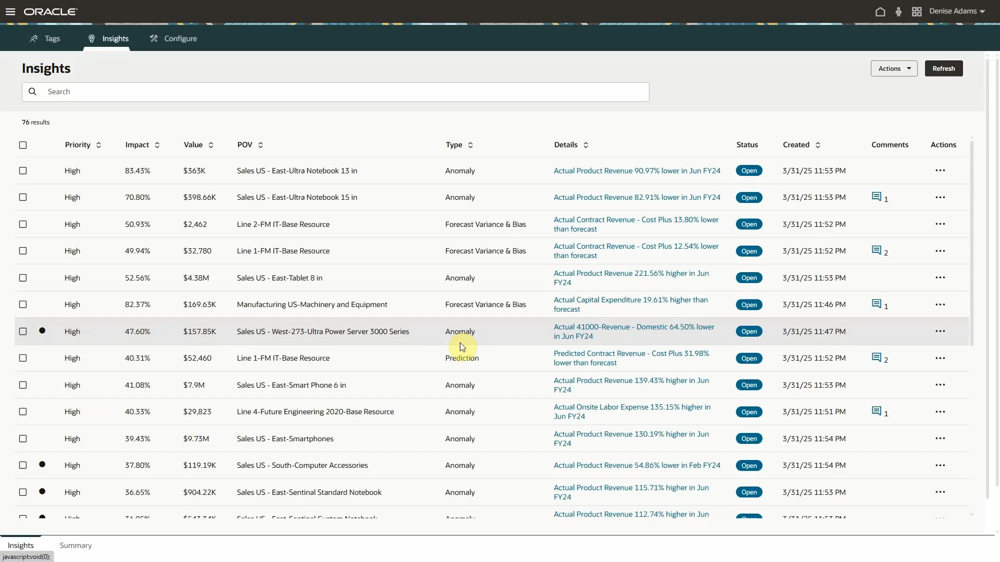 ORACLE
Denise Adams
Tags
Insights
Configure
Insights
Actions
Refresh
Search
76 results
Priority Impact Value POV Type Details Status Created Comments Actions
High 83.43% $363K Sales US - East-Ultra Notebook 13 in Anomaly Actual Product Revenue 90.97% lower in Jun FY24 Open 3/31/25 11:53 PM
High 70.80% $398.66K Sales US - East-Ultra Notebook 15 in Anomaly Actual Product Revenue 82.91% lower in Jun FY24 Open 3/31/25 11:53 PM 1
High 50.93% $2,462 Line 2-FM IT-Base Resource Forecast Variance & Bias Actual Contract Revenue - Cost Plus 13.80% lower
than forecast Open 3/31/25 11:52 PM
High 49.94% $32,780 Line 1-FM IT-Base Resource Forecast Variance & Bias Actual Contract Revenue - Cost Plus 12.54% lower
than forecast Open 3/31/25 11:52 PM 2
High 52.56% $4.38M Sales US - East-Tablet 8 in Anomaly Actual Product Revenue 221.56% higher in Jun
FY24 Open 3/31/25 11:53 PM
High 82.37% $169.63K Manufacturing US-Machinery and Equipment Forecast Variance & Bias Actual Capital Expenditure 19.61% higher than
forecast Open 3/31/25 11:46 PM 1
High 47.60% $157.85K Sales US - West-273-Ultra Power Server 3000 Series Anomaly Actual 41000-Revenue - Domestic 64.50% lower
in Jun FY24 Open 3/31/25 11:47 PM
High 40.31% $52,460 Line 1-FM IT-Base Resource Prediction Predicted Contract Revenue - Cost Plus 31.98%
lower than forecast Open 3/31/25 11:52 PM 2
High 41.08% $7.9M Sales US - East-Smart Phone 6 in Anomaly Actual Product Revenue 139.43% higher in Jun
FY24 Open 3/31/25 11:53 PM
High 40.33% $29,823 Line 4-Future Engineering 2020-Base Resource Anomaly Actual Onsite Labor Expense 135.15% higher in
Jun FY24 Open 3/31/25 11:51 PM 1
High 39.43% $9.73M Sales US - East-Smartphones Anomaly Actual Product Revenue 130.19% higher in Jun
FY24 Open 3/31/25 11:54 PM
High 37.80% $119.19K Sales US - South-Computer Accessories Anomaly Actual Product Revenue 54.86% lower in Feb FY24 Open 3/31/25 11:54 PM
High 36.65% $904.22K Sales US - East-Sentinal Standard Notebook Anomaly Actual Product Revenue 115.71% higher in Jun
FY24 Open 3/31/25 11:53 PM
High 36.05% Sales US - East-Sentinal Custom Notebook Anomaly Actual Product Revenue 112.74% higher in Jun
Open 3/31/25 11:53 PM
Insights
Summary
javascript:void(0);